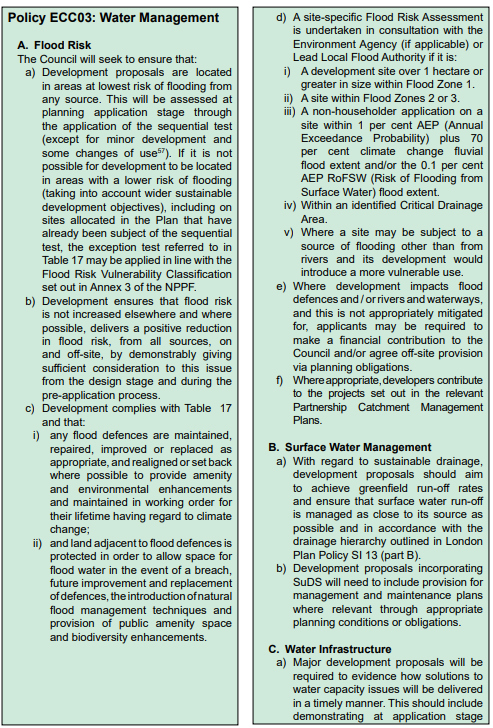 Policy ECC03: Water Management
A. Flood Risk
The Council will seek to ensure that:
a) Development proposals are located
in areas at lowest risk of flooding from
any source. This will be assessed at
planning application stage through
the application of the sequential test
(except for minor development and
some changes of use57). If it is not
possible for development to be located
in areas with a lower risk of flooding
(taking into account wider sustainable
development objectives), including on
sites allocated in the Plan that have
already been subject of the sequential
test, the exception test referred to in
Table 17 may be applied in line with the
Flood Risk Vulnerability Classification
set out in Annex 3 of the NPPF.
b) Development ensures that flood risk
is not increased elsewhere and where
possible, delivers a positive reduction
in flood risk, from all sources, on
and off-site, by demonstrably giving
sufficient consideration to this issue
from the design stage and during the
pre-application process.
c) Development complies with Table 17
and that:
i) any flood defences are maintained,
repaired, improved or replaced as
appropriate, and realigned or set back
where possible to provide amenity
and environmental enhancements
and maintained in working order for
their lifetime having regard to climate
change;
ii) and land adjacent to flood defences is
protected in order to allow space for
flood water in the event of a breach,
future improvement and replacement
of defences, the introduction of natural
flood management techniques and
provision of public amenity space
and biodiversity enhancements.
d) A site-specific Flood Risk Assessment
is undertaken in consultation with the
Environment Agency (if applicable) or
Lead Local Flood Authority if it is:
i) A development site over 1 hectare or
greater in size within Flood Zone 1.
ii) A site within Flood Zones 2 or 3.
iii) A non-householder application on a
site within 1 per cent AEP (Annual
Exceedance Probability) plus 70
per cent climate change fluvial
flood extent and/or the 0.1 per cent
AEP RoFSW (Risk of Flooding from
Surface Water) flood extent.
iv) Within an identified Critical Drainage
Area.
v) Where a site may be subject to a
source of flooding other than from
rivers and its development would
introduce a more vulnerable use.
e) Where development impacts flood
defences and / or rivers and waterways,
and this is not appropriately mitigated
for, applicants may be required to
make a financial contribution to the
Council and/or agree off-site provision
via planning obligations.
f) Where appropriate, developers contribute
to the projects set out in the relevant
Partnership Catchment Management
Plans.
B. Surface Water Management
a) With regard to sustainable drainage,
development proposals should aim
to achieve greenfield run-off rates
and ensure that surface water run-off
is managed as close to its source as
possible and in accordance with the
drainage hierarchy outlined in London
Plan Policy SI 13 (part B).
b) Development proposals incorporating
SuDS will need to include provision for
management and maintenance plans
where relevant through appropriate
planning conditions or obligations.
C. Water Infrastructure
a) Major development proposals will be
required to evidence how solutions to
water capacity issues will be delivered
in a timely manner. This should include
demonstrating at application stage